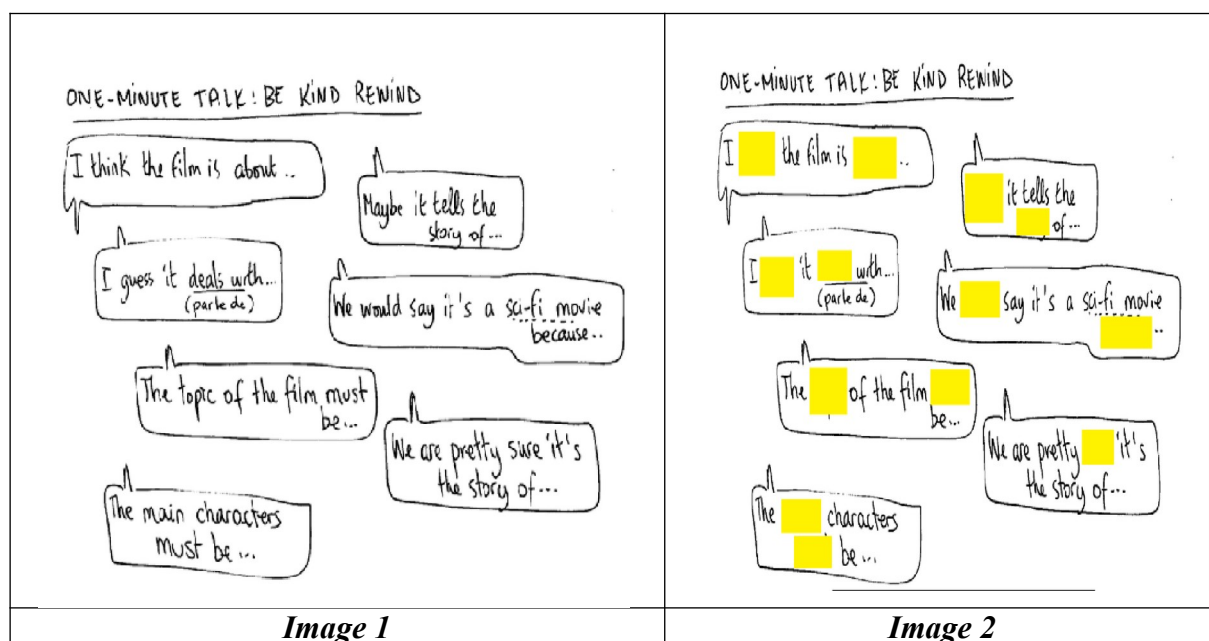 ONE-MINUTE TALK: BE KIND REWIND
I think the film is about..
Maybe it tells the
story of...
I guess it deals with...
(parle de)
We would say it's a sci-fi movie
because..
The topic of the film must
be...
We are pretty sure it's
the story of...
The main characters
must be...
Image 1
ONE-MINUTE TALK: BE KIND REWIND
I the film is ..
it tells the
of...
I it with...
(parle de)
We say it's a sci-fi movie
..
The of the film
be...
We are pretty it's
the story of...
The characters
be...
Image 2